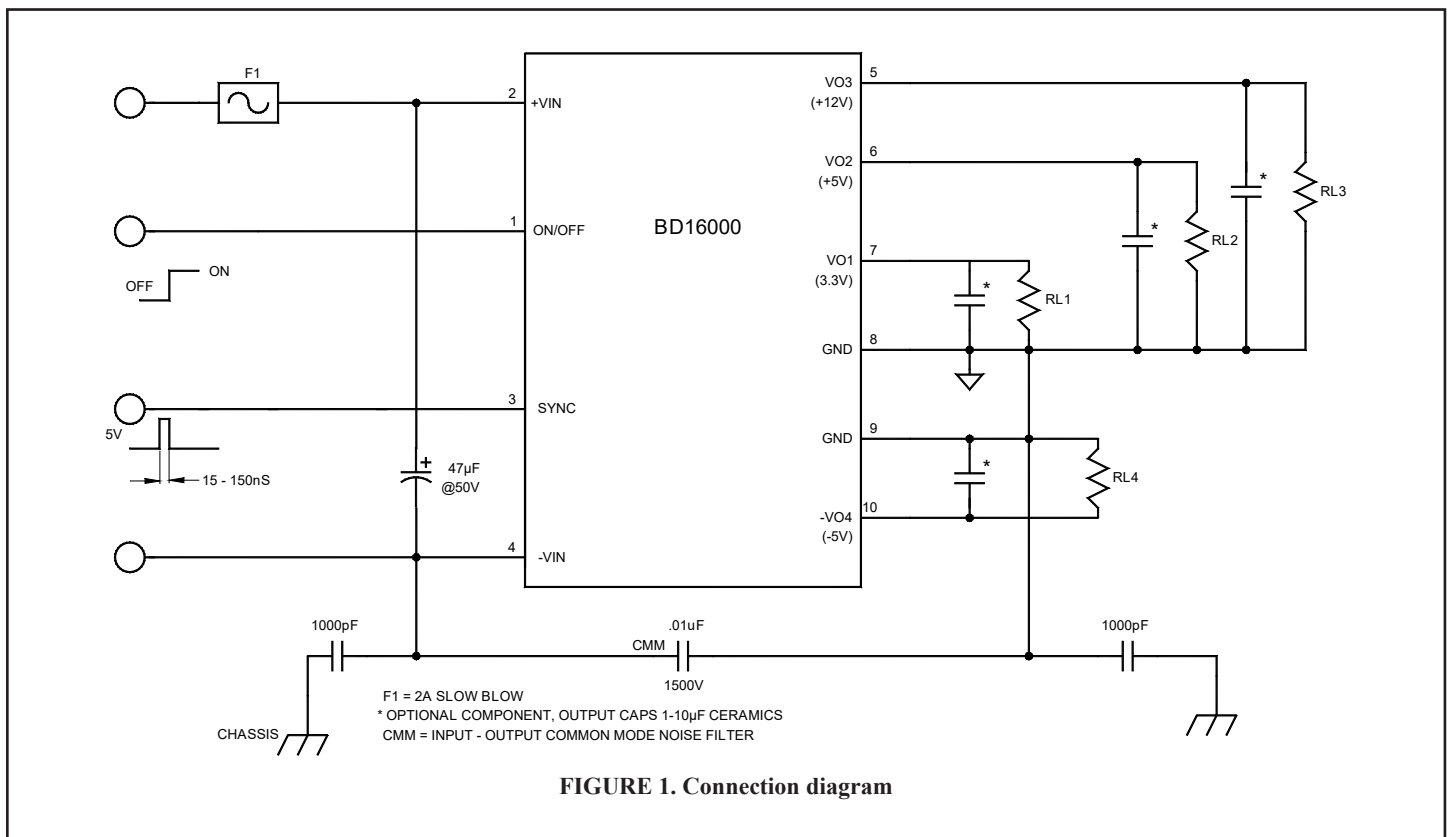 F1
2
+VIN
1
ON/OFF
OFF
ON
3
SYNC
5V
15 - 150nS
47µF
@50V
4
-VIN
BD16000
VO3
(+12V)
5
VO2
(+5V)
6
VO1
(3.3V)
7
GND
8
GND
9
-VO4
(-5V)
10
*
RL3
*
RL2
*
RL1
*
RL4
1000pF
.01uF
CMM
1500V
1000pF
CHASSIS
F1 = 2A SLOW BLOW
* OPTIONAL COMPONENT, OUTPUT CAPS 1-10µF CERAMICS
CMM = INPUT - OUTPUT COMMON MODE NOISE FILTER
FIGURE 1. Connection diagram